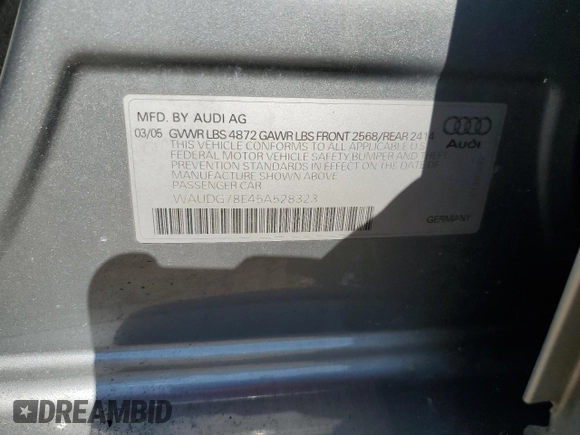 MFD. BY AUDI AG
03/05 GVWR LBS 4872 GAWR LBS FRONT 2568/REAR 2414
THIS VEHICLE CONFORMS TO ALL APPLICABLE U.S.
FEDERAL MOTOR VEHICLE SAFETY BUMPER AND THEFT
PREVENTION STANDARDS IN EFFECT ON THE DATE OF
MANUFACTURE SHOWN ABOVE.
PASSENGER CAR
WAUDG78E45A528323
Audi
GERMANY
DREAMBID